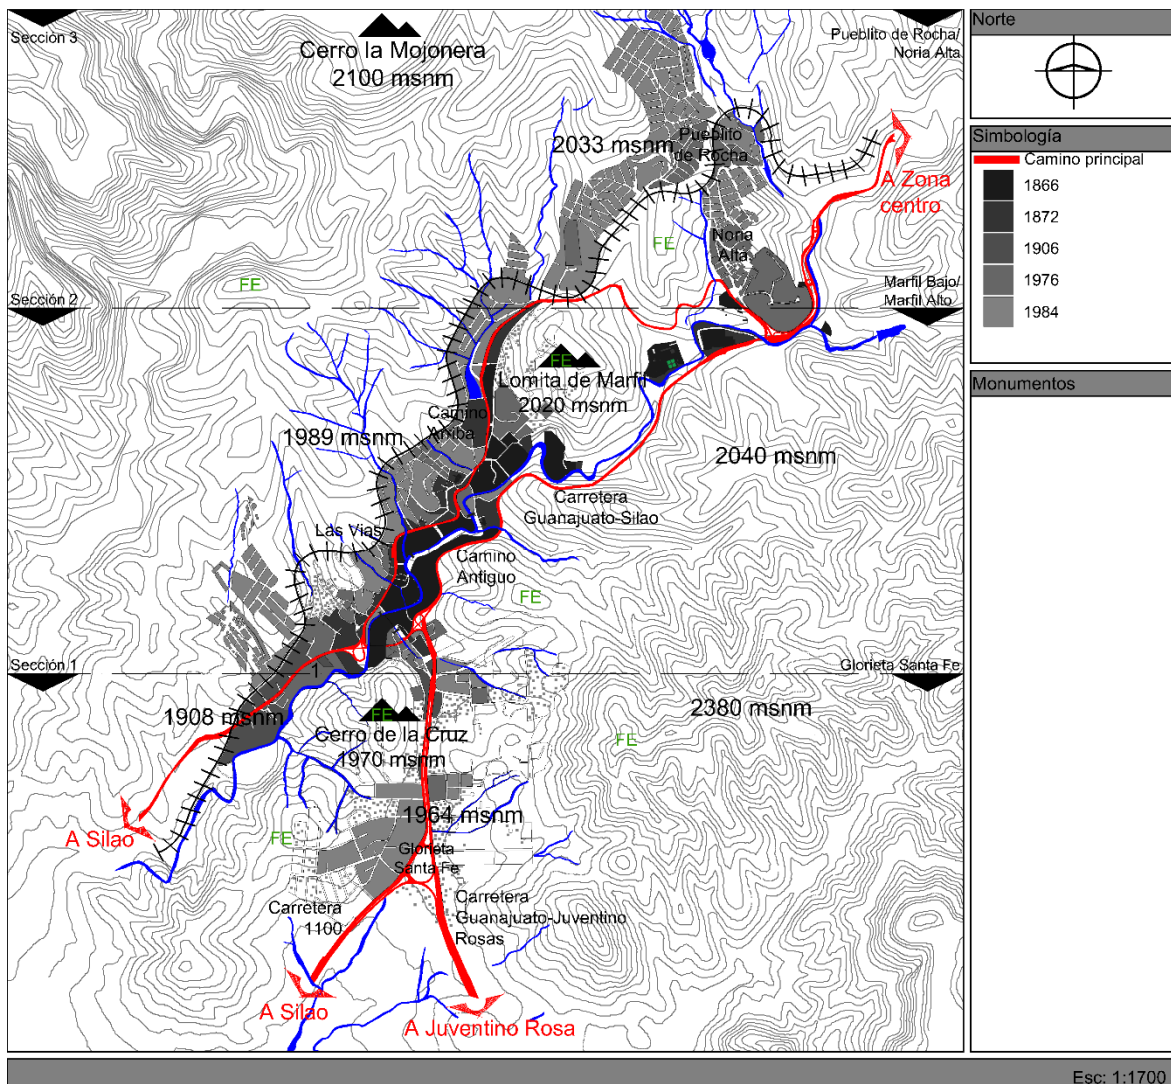 Sección 3
Cerro la Mojonera
2100 msnm
Pueblito de Rocha/
Noria Alta
Norte
Simbología
Camino principal
1866
1872
1906
1976
1984
Monumentos
2033 msnm
Pueblito
de Rocha
A Zona
centro
FE
Noria
Alta
FE
Sección 2
Marfil Bajo/
Marfil Alto
FE
Lomita de Marfil
2020 msnm
Camino
Arriba
1989 msnm
2040 msnm
Carretera
Guanajuato-Silao
Las Vias
Camino
Antiguo
FE
Sección 1
Glorieta Santa Fe
1
1908 msnm
FE
Cerro de la Cruz
1970 msnm
2380 msnm
FE
1964 msnm
A Silao
FE
Glorieta
Santa Fe
Carretera
1100
Carretera
Guanajuato-Juventino
Rosas
A Silao
A Juventino Rosa
Esc: 1:1700